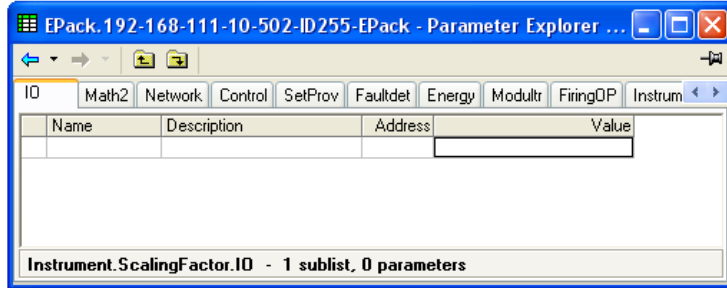 EPack.192-168-111-10-502-ID255-EPack - Parameter Explorer ...
IO Math2 Network Control SetProv Faultdet Energy Modultr FiringOP Instrum
Name Description Address Value
Instrument.ScalingFactor.IO - 1 sublist, 0 parameters